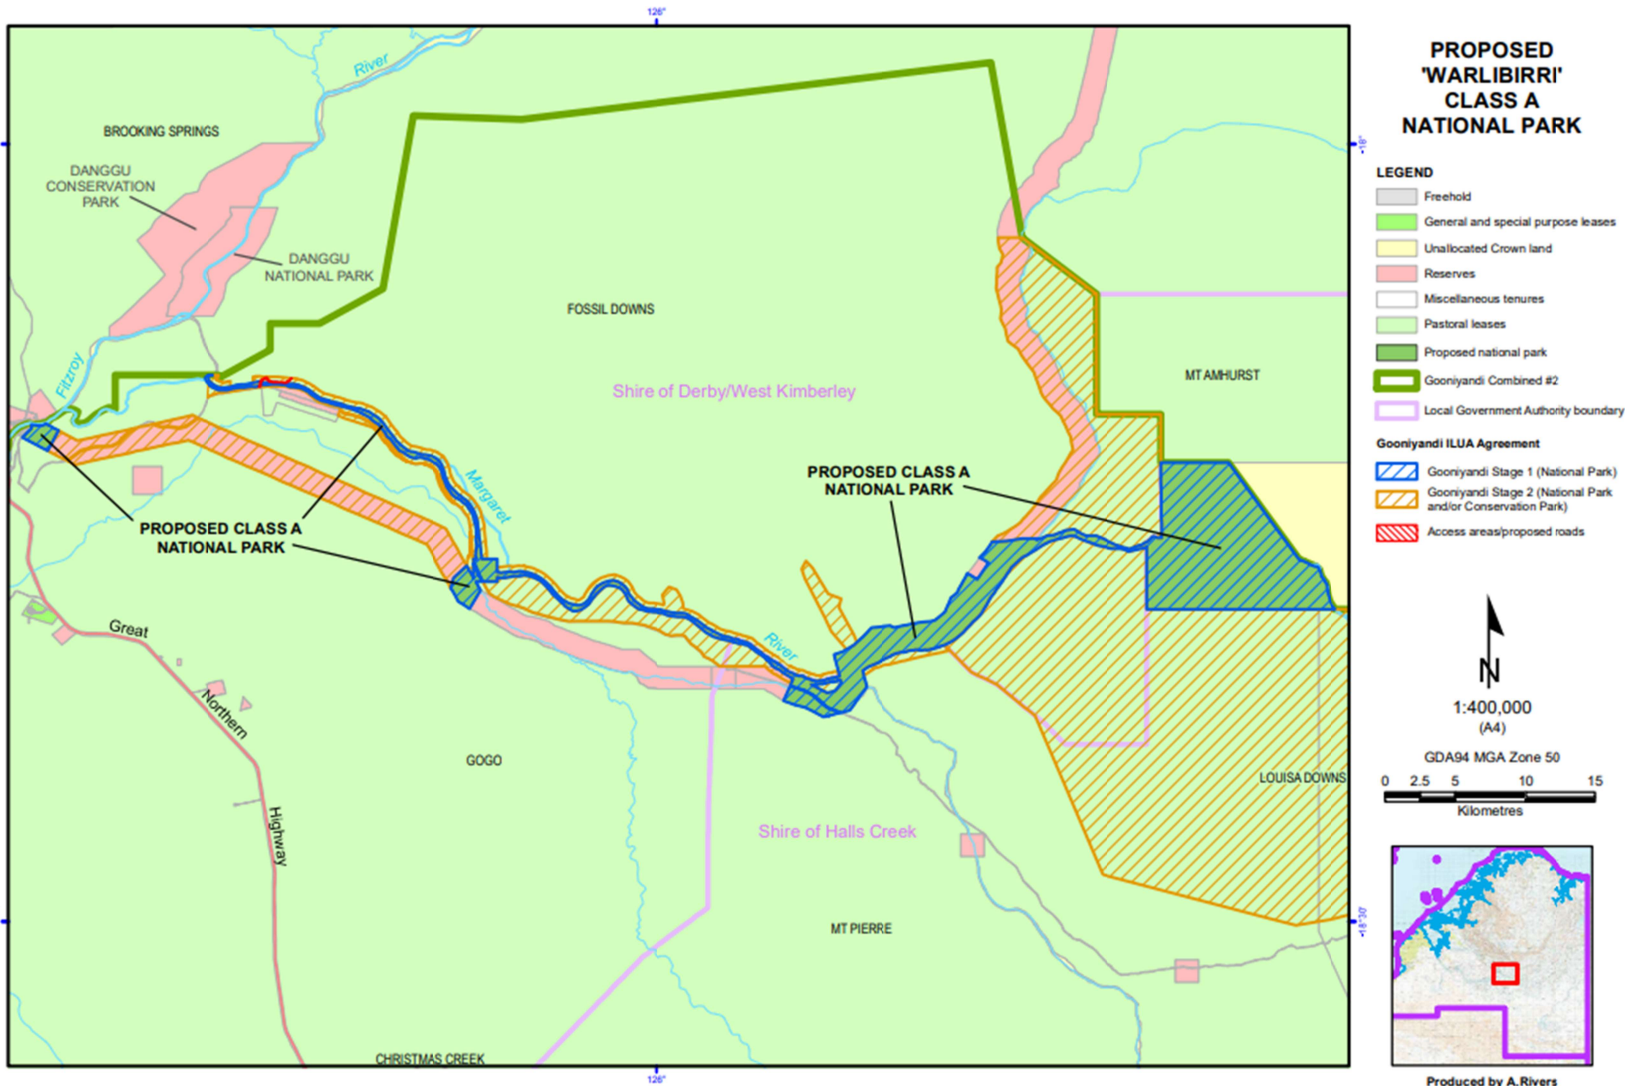 126°
River
BROOKING SPRINGS
DANGGU
CONSERVATION
PARK
DANGGU
NATIONAL PARK
-18°
Fitzroy
FOSSIL DOWNS
Shire of Derby/West Kimberley
MT AMHURST
Margaret
PROPOSED CLASS A
NATIONAL PARK
PROPOSED CLASS A
NATIONAL PARK
River
Great
Northern
Highway
GOGO
LOUISA DOWNS
Shire of Halls Creek
MT PIERRE
-18°30'
CHRISTMAS CREEK
126°
PROPOSED
'WARLIBIRRI'
CLASS A
NATIONAL PARK
LEGEND
Freehold
General and special purpose leases
Unallocated Crown land
Reserves
Miscellaneous tenures
Pastoral leases
Proposed national park
Gooniyandi Combined #2
Local Government Authority boundary
Gooniyandi ILUA Agreement
Gooniyandi Stage 1 (National Park)
Gooniyandi Stage 2 (National Park
and/or Conservation Park)
Access areas/proposed roads
N
1:400,000
(A4)
GDA94 MGA Zone 50
0 2.5 5 10 15
Kilometres
Produced by A.Rivers